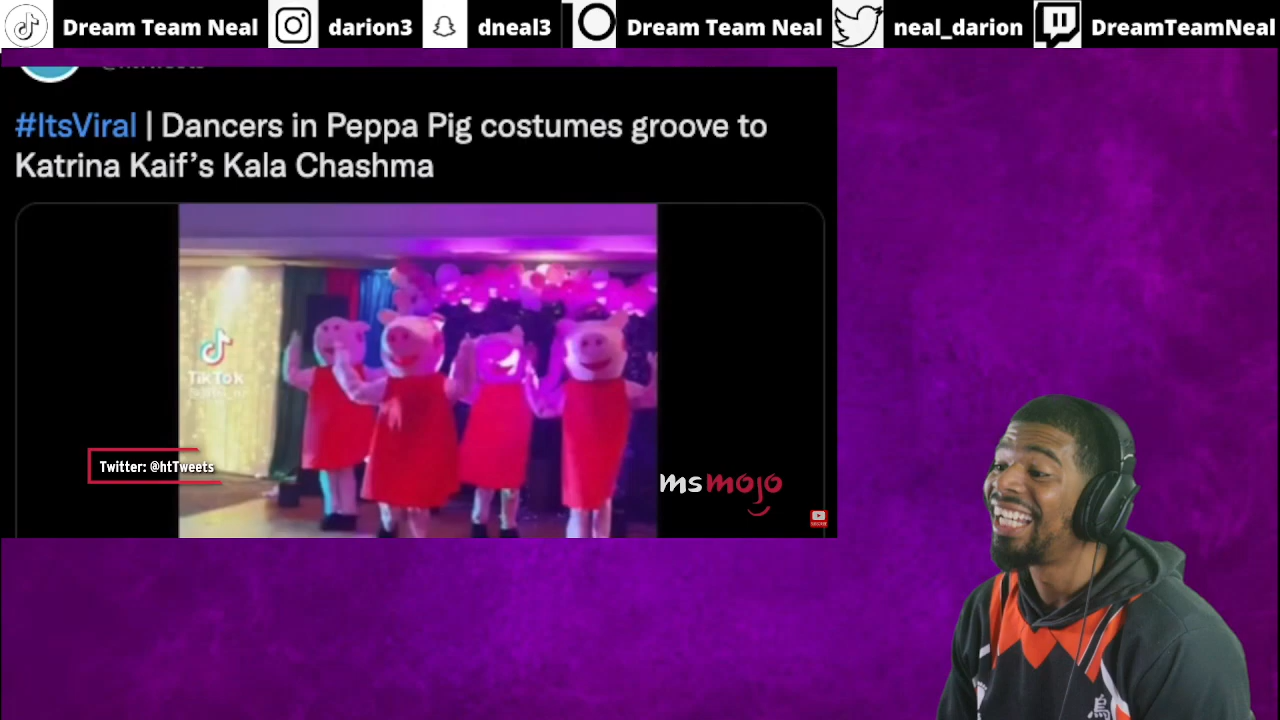 Dream Team Neal
darion3
dneal3
Dream Team Neal
neal_darion
DreamTeamNeal
#ItsViral | Dancers in Peppa Pig costumes groove to
Katrina Kaif's Kala Chashma
TikTok
Twitter: @htTweets
msmojo